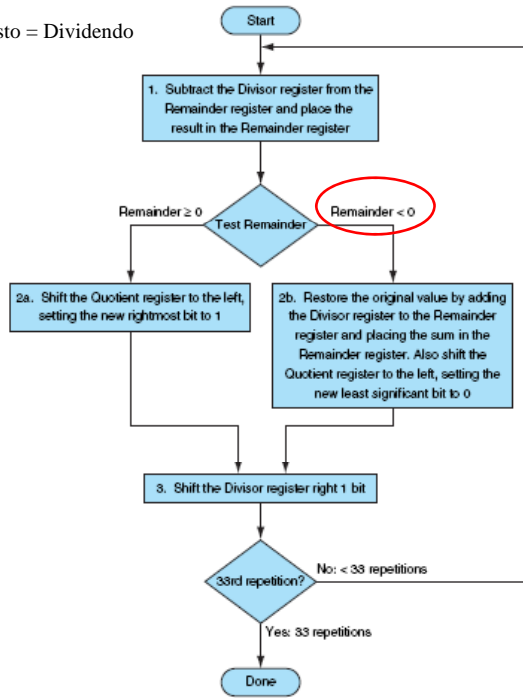 sto = Dividendo
Start
1. Subtract the Divisor register from the
Remainder register and place the
result in the Remainder register
Remainder ≥ 0
Test Remainder
Remainder < 0
2a. Shift the Quotient register to the left,
setting the new rightmost bit to 1
2b. Restore the original value by adding
the Divisor register to the Remainder
register and placing the sum in the
Remainder register. Also shift the
Quotient register to the left, setting the
new least significant bit to 0
3. Shift the Divisor register right 1 bit
33rd repetition?
No: < 33 repetitions
Yes: 33 repetitions
Done